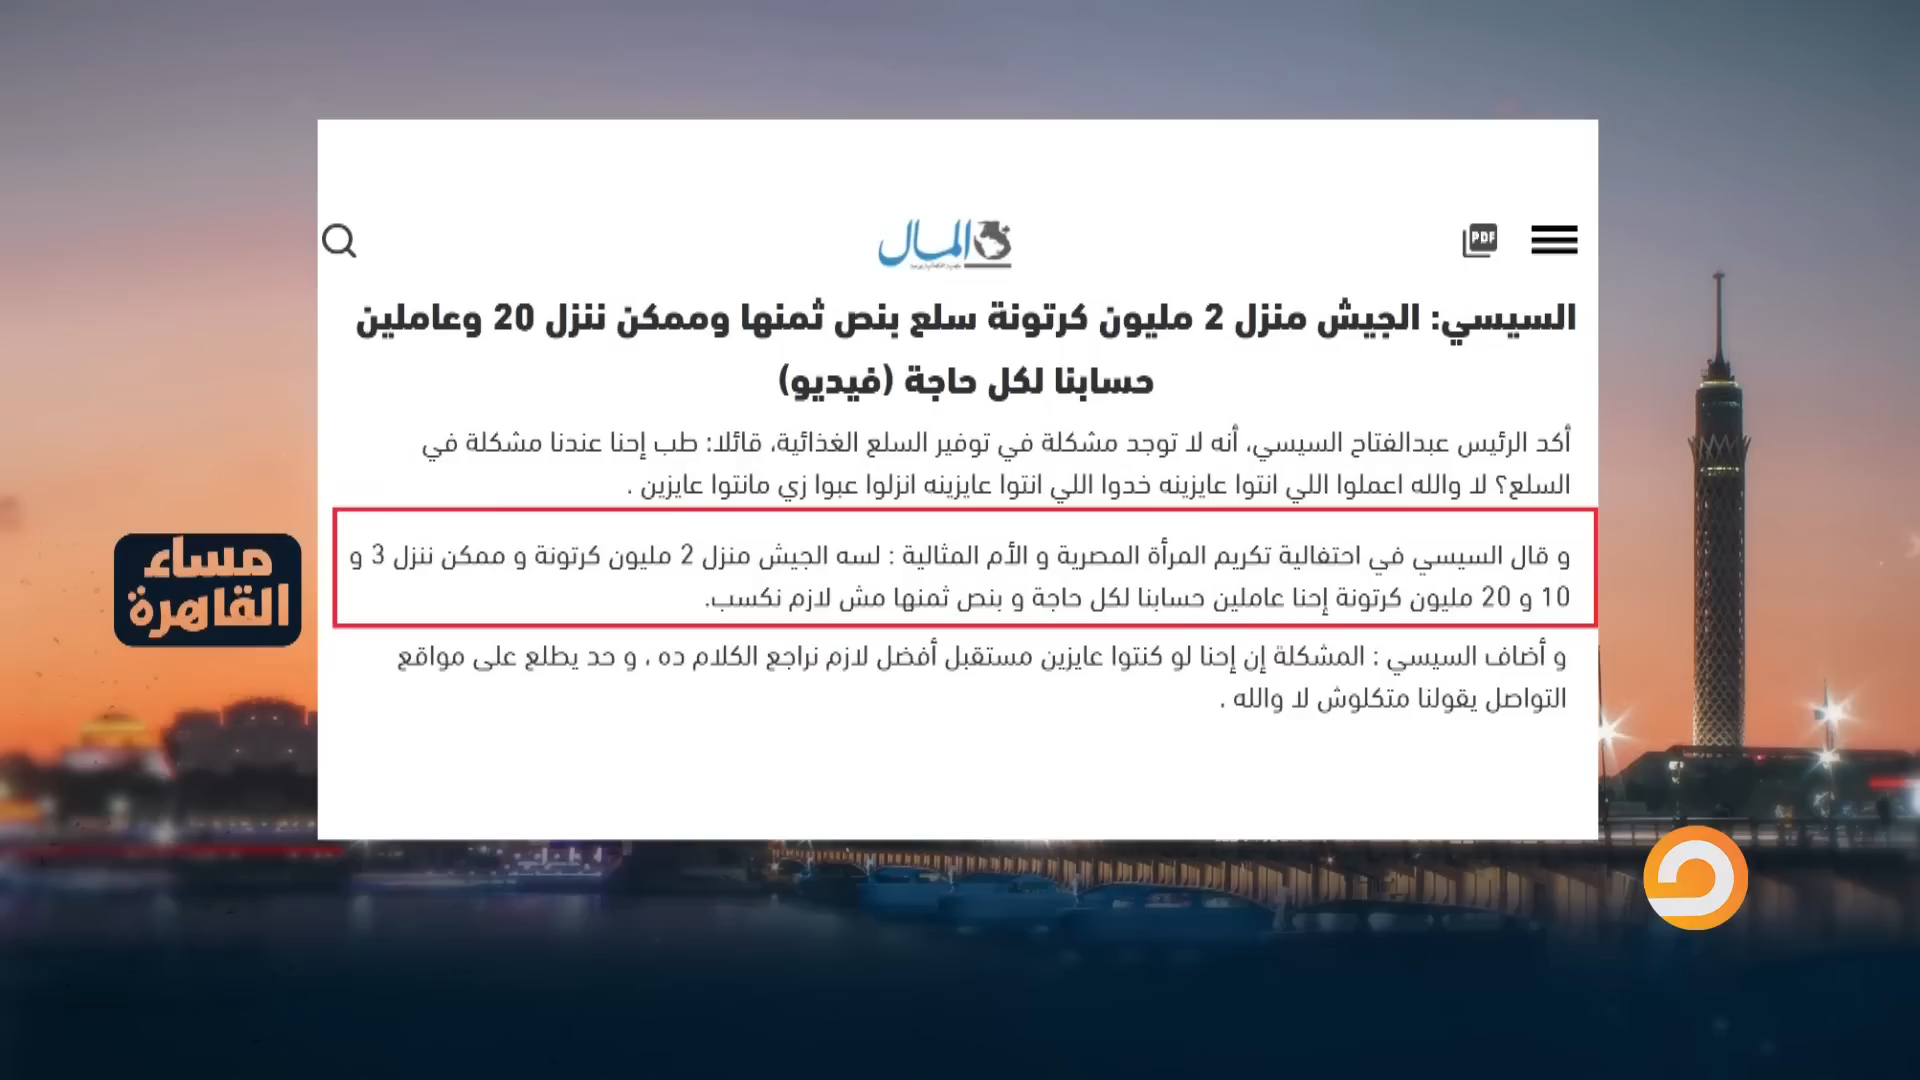 المال
PDF
السيسي: الجيش منزل 2 مليون كرتونة سلع بنص ثمنها وممكن ننزل 20 وعاملين
حسابنا لكل حاجة (فيديو)
أكد الرئيس عبدالفتاح السيسي، أنه لا توجد مشكلة في توفير السلع الغذائية، قائلا: طب إحنا عندنا مشكلة في
السلع؟ لا والله اعملوا اللي انتوا عايزينه خدوا اللي انتوا عايزينه انزلوا عبوا زي مانتوا عايزين .
و قال السيسي في احتفالية تكريم المرأة المصرية و الأم المثالية : لسه الجيش منزل 2 مليون كرتونة و ممكن ننزل 3 و
10 و 20 مليون كرتونة إحنا عاملين حسابنا لكل حاجة و بنص ثمنها مش لازم نكسب.
و أضاف السيسي : المشكلة إن إحنا لو كنتوا عايزين مستقبل أفضل لازم نراجع الكلام ده ، و حد يطلع على مواقع
التواصل يقولنا متكلوش لا والله .
مساء
القاهرة